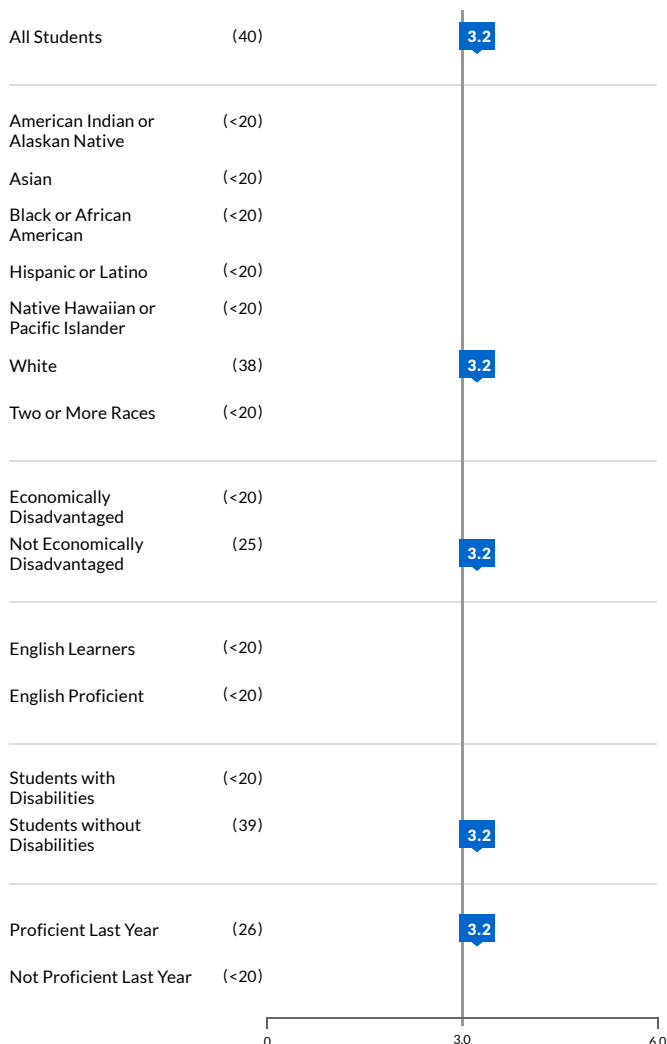 All Students (40) 3.2
American Indian or (<20)
Alaskan Native
Asian (<20)
Black or African (<20)
American
Hispanic or Latino (<20)
Native Hawaiian or (<20)
Pacific Islander
White (38) 3.2
Two or More Races (<20)
Economically (<20)
Disadvantaged
Not Economically (25) 3.2
Disadvantaged
English Learners (<20)
English Proficient (<20)
Students with (<20)
Disabilities
Students without (39) 3.2
Disabilities
Proficient Last Year (26) 3.2
Not Proficient Last Year (<20)
0 3.0 6.0